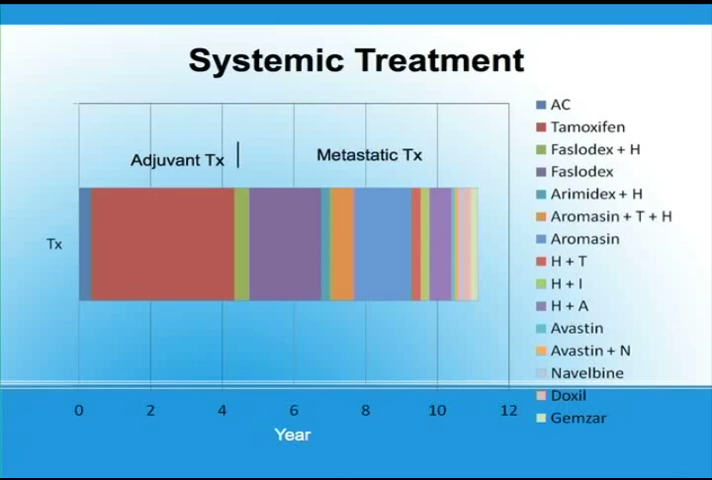 Systemic Treatment
Adjuvant Tx | Metastatic Tx
Tx
0 2 4 6 8 10 12
Year
AC
Tamoxifen
Faslodex + H
Faslodex
Arimidex + H
Aromasin + T + H
Aromasin
H + T
H + I
H + A
Avastin
Avastin + N
Navelbine
Doxil
Gemzar